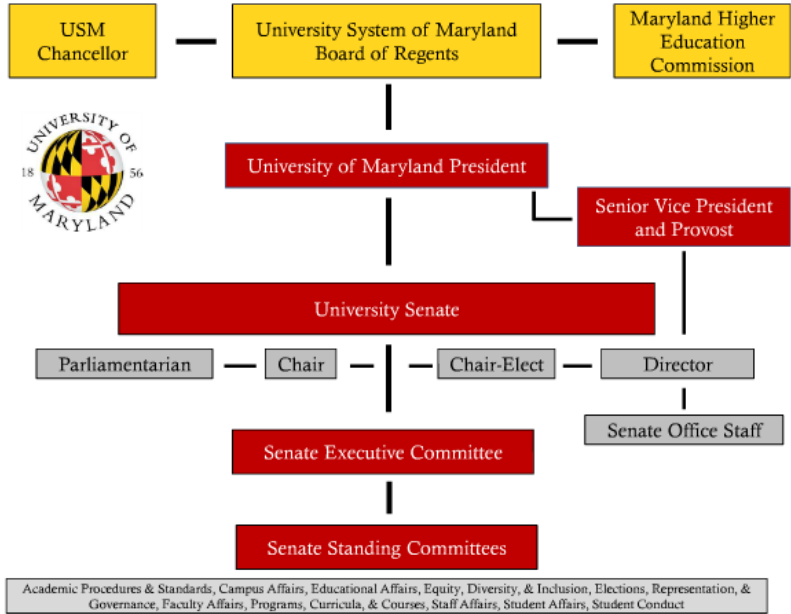 USM
Chancellor
University System of Maryland
Board of Regents
Maryland Higher
Education
Commission
UNIVERSITY OF
18 56
MARYLAND
University of Maryland President
Senior Vice President
and Provost
University Senate
Parliamentarian
Chair
Chair-Elect
Director
Senate Office Staff
Senate Executive Committee
Senate Standing Committees
Academic Procedures & Standards, Campus Affairs, Educational Affairs, Equity, Diversity, & Inclusion, Elections, Representation, &
Governance, Faculty Affairs, Programs, Curricula, & Courses, Staff Affairs, Student Affairs, Student Conduct